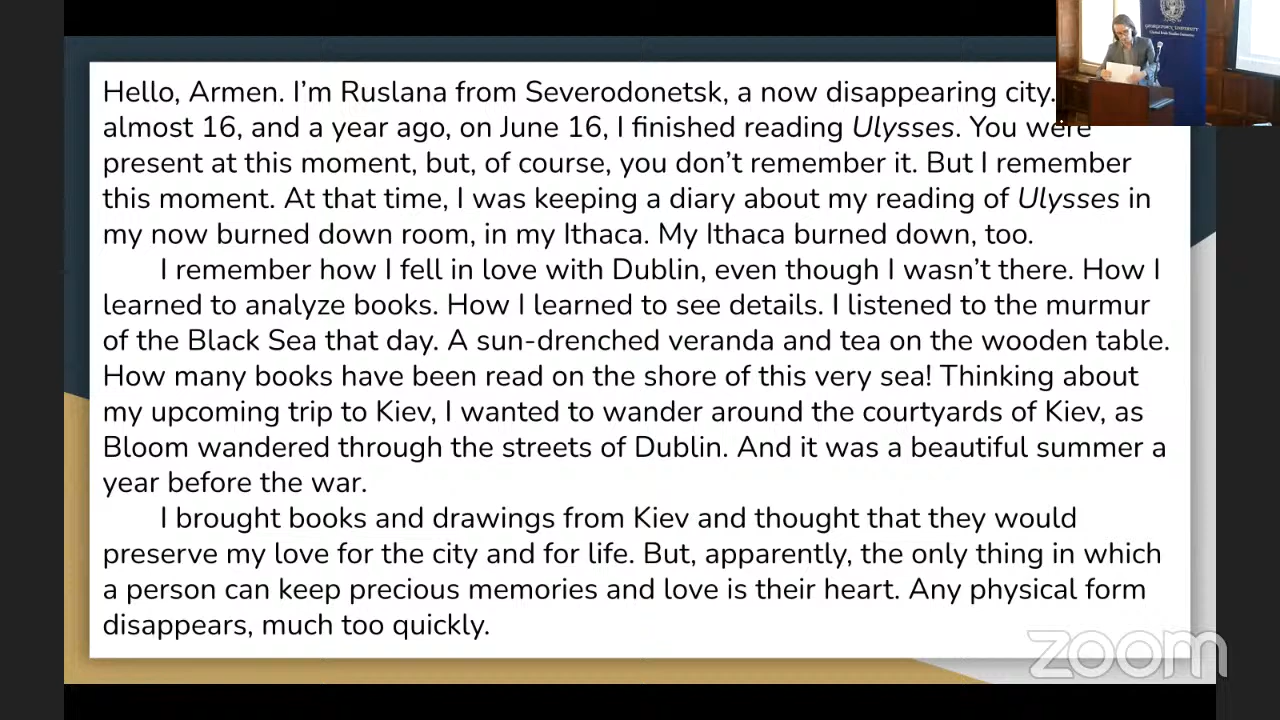 Hello, Armen. I'm Ruslana from Severodonetsk, a now disappearing city.
almost 16, and a year ago, on June 16, I finished reading Ulysses. You were
present at this moment, but, of course, you don't remember it. But I remember
this moment. At that time, I was keeping a diary about my reading of Ulysses in
my now burned down room, in my Ithaca. My Ithaca burned down, too.
I remember how I fell in love with Dublin, even though I wasn't there. How I
learned to analyze books. How I learned to see details. I listened to the murmur
of the Black Sea that day. A sun-drenched veranda and tea on the wooden table.
How many books have been read on the shore of this very sea! Thinking about
my upcoming trip to Kiev, I wanted to wander around the courtyards of Kiev, as
Bloom wandered through the streets of Dublin. And it was a beautiful summer a
year before the war.
I brought books and drawings from Kiev and thought that they would
preserve my love for the city and for life. But, apparently, the only thing in which
a person can keep precious memories and love is their heart. Any physical form
disappears, much too quickly.
GEORGETOWN UNIVERSITY
Global Irish Studies Initiative
zoom